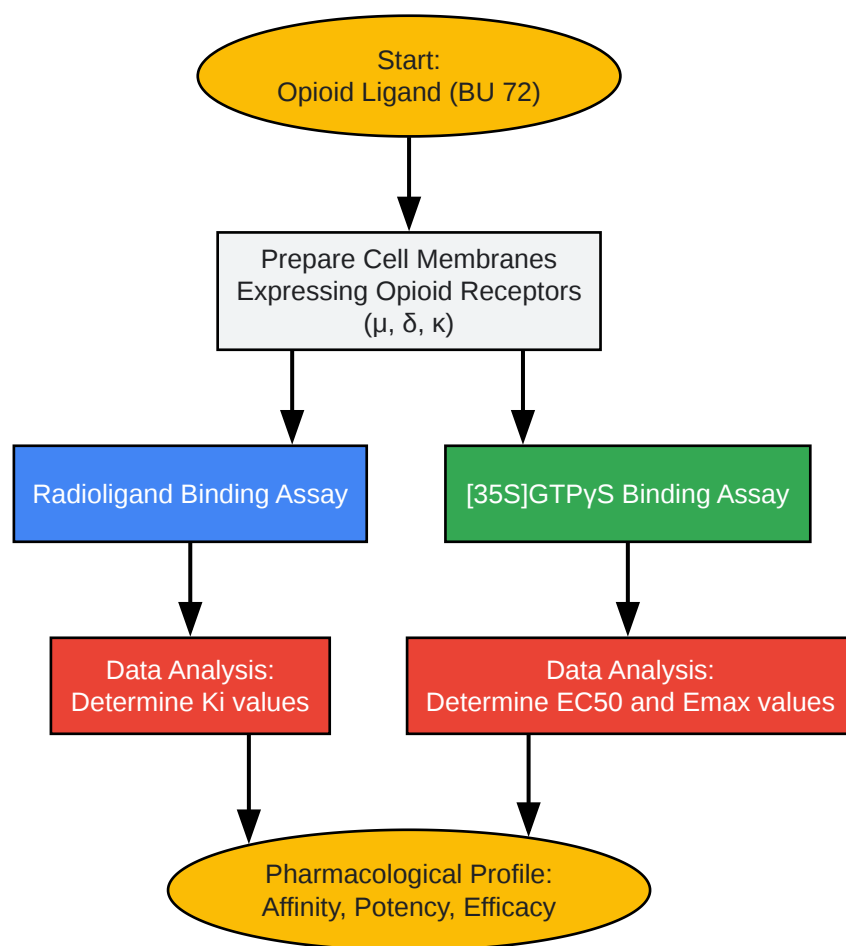 Start:
Opioid Ligand (BU 72)
Prepare Cell Membranes
Expressing Opioid Receptors
(μ, δ, κ)
Radioligand Binding Assay
[35S]GTPγS Binding Assay
Data Analysis:
Determine Ki values
Data Analysis:
Determine EC50 and Emax values
Pharmacological Profile:
Affinity, Potency, Efficacy